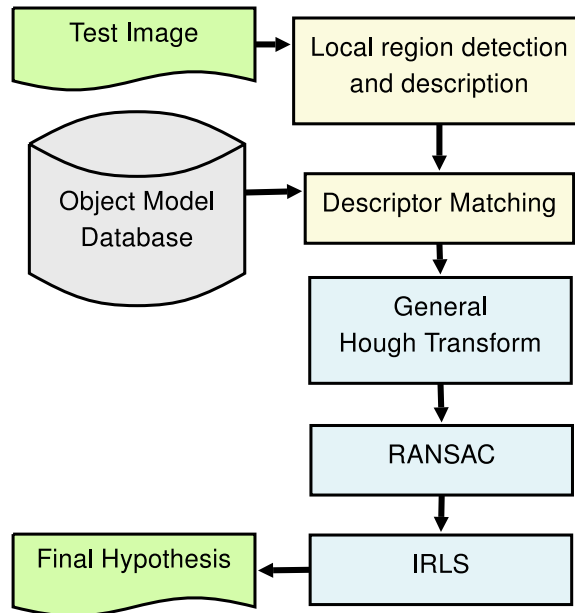 Test Image
Local region detection
and description
Object Model
Database
Descriptor Matching
General
Hough Transform
RANSAC
IRLS
Final Hypothesis